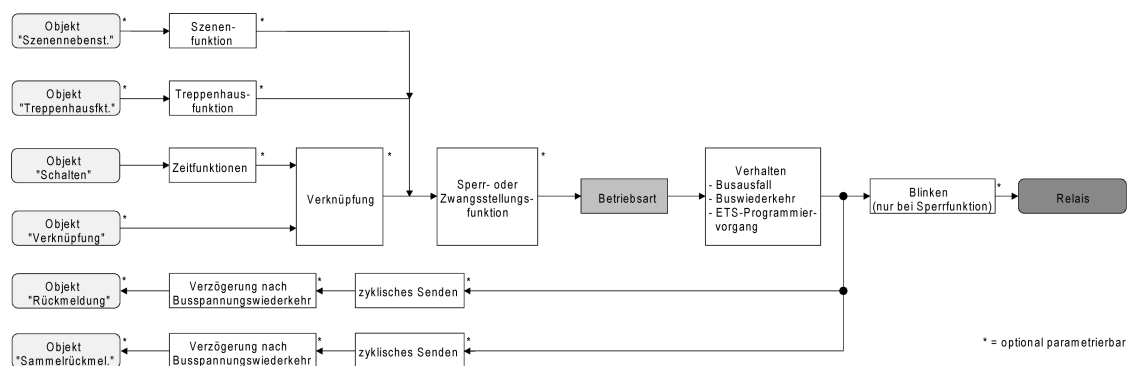 Objekt *
"Szenennebenst."
Szenen- *
funktion
Objekt *
"Treppenhausfkt."
Treppenhaus- *
funktion
Objekt
"Schalten"
Zeitfunktionen *
Verknüpfung *
Sperr- oder *
Zwangsstellungs-
funktion
Betriebsart
Verhalten
- Busausfall
- Buswiederkehr
- ETS-Programmier-
vorgang
Blinken *
(nur bei Sperrfunktion)
Relais
Objekt *
"Verknüpfung"
Objekt *
"Rückmeldung"
Verzögerung nach *
Busspannungswiederkehr
zyklisches Senden *
Objekt *
"Sammelrückmel."
Verzögerung nach *
Busspannungswiederkehr
zyklisches Senden *
* = optional parametrierbar